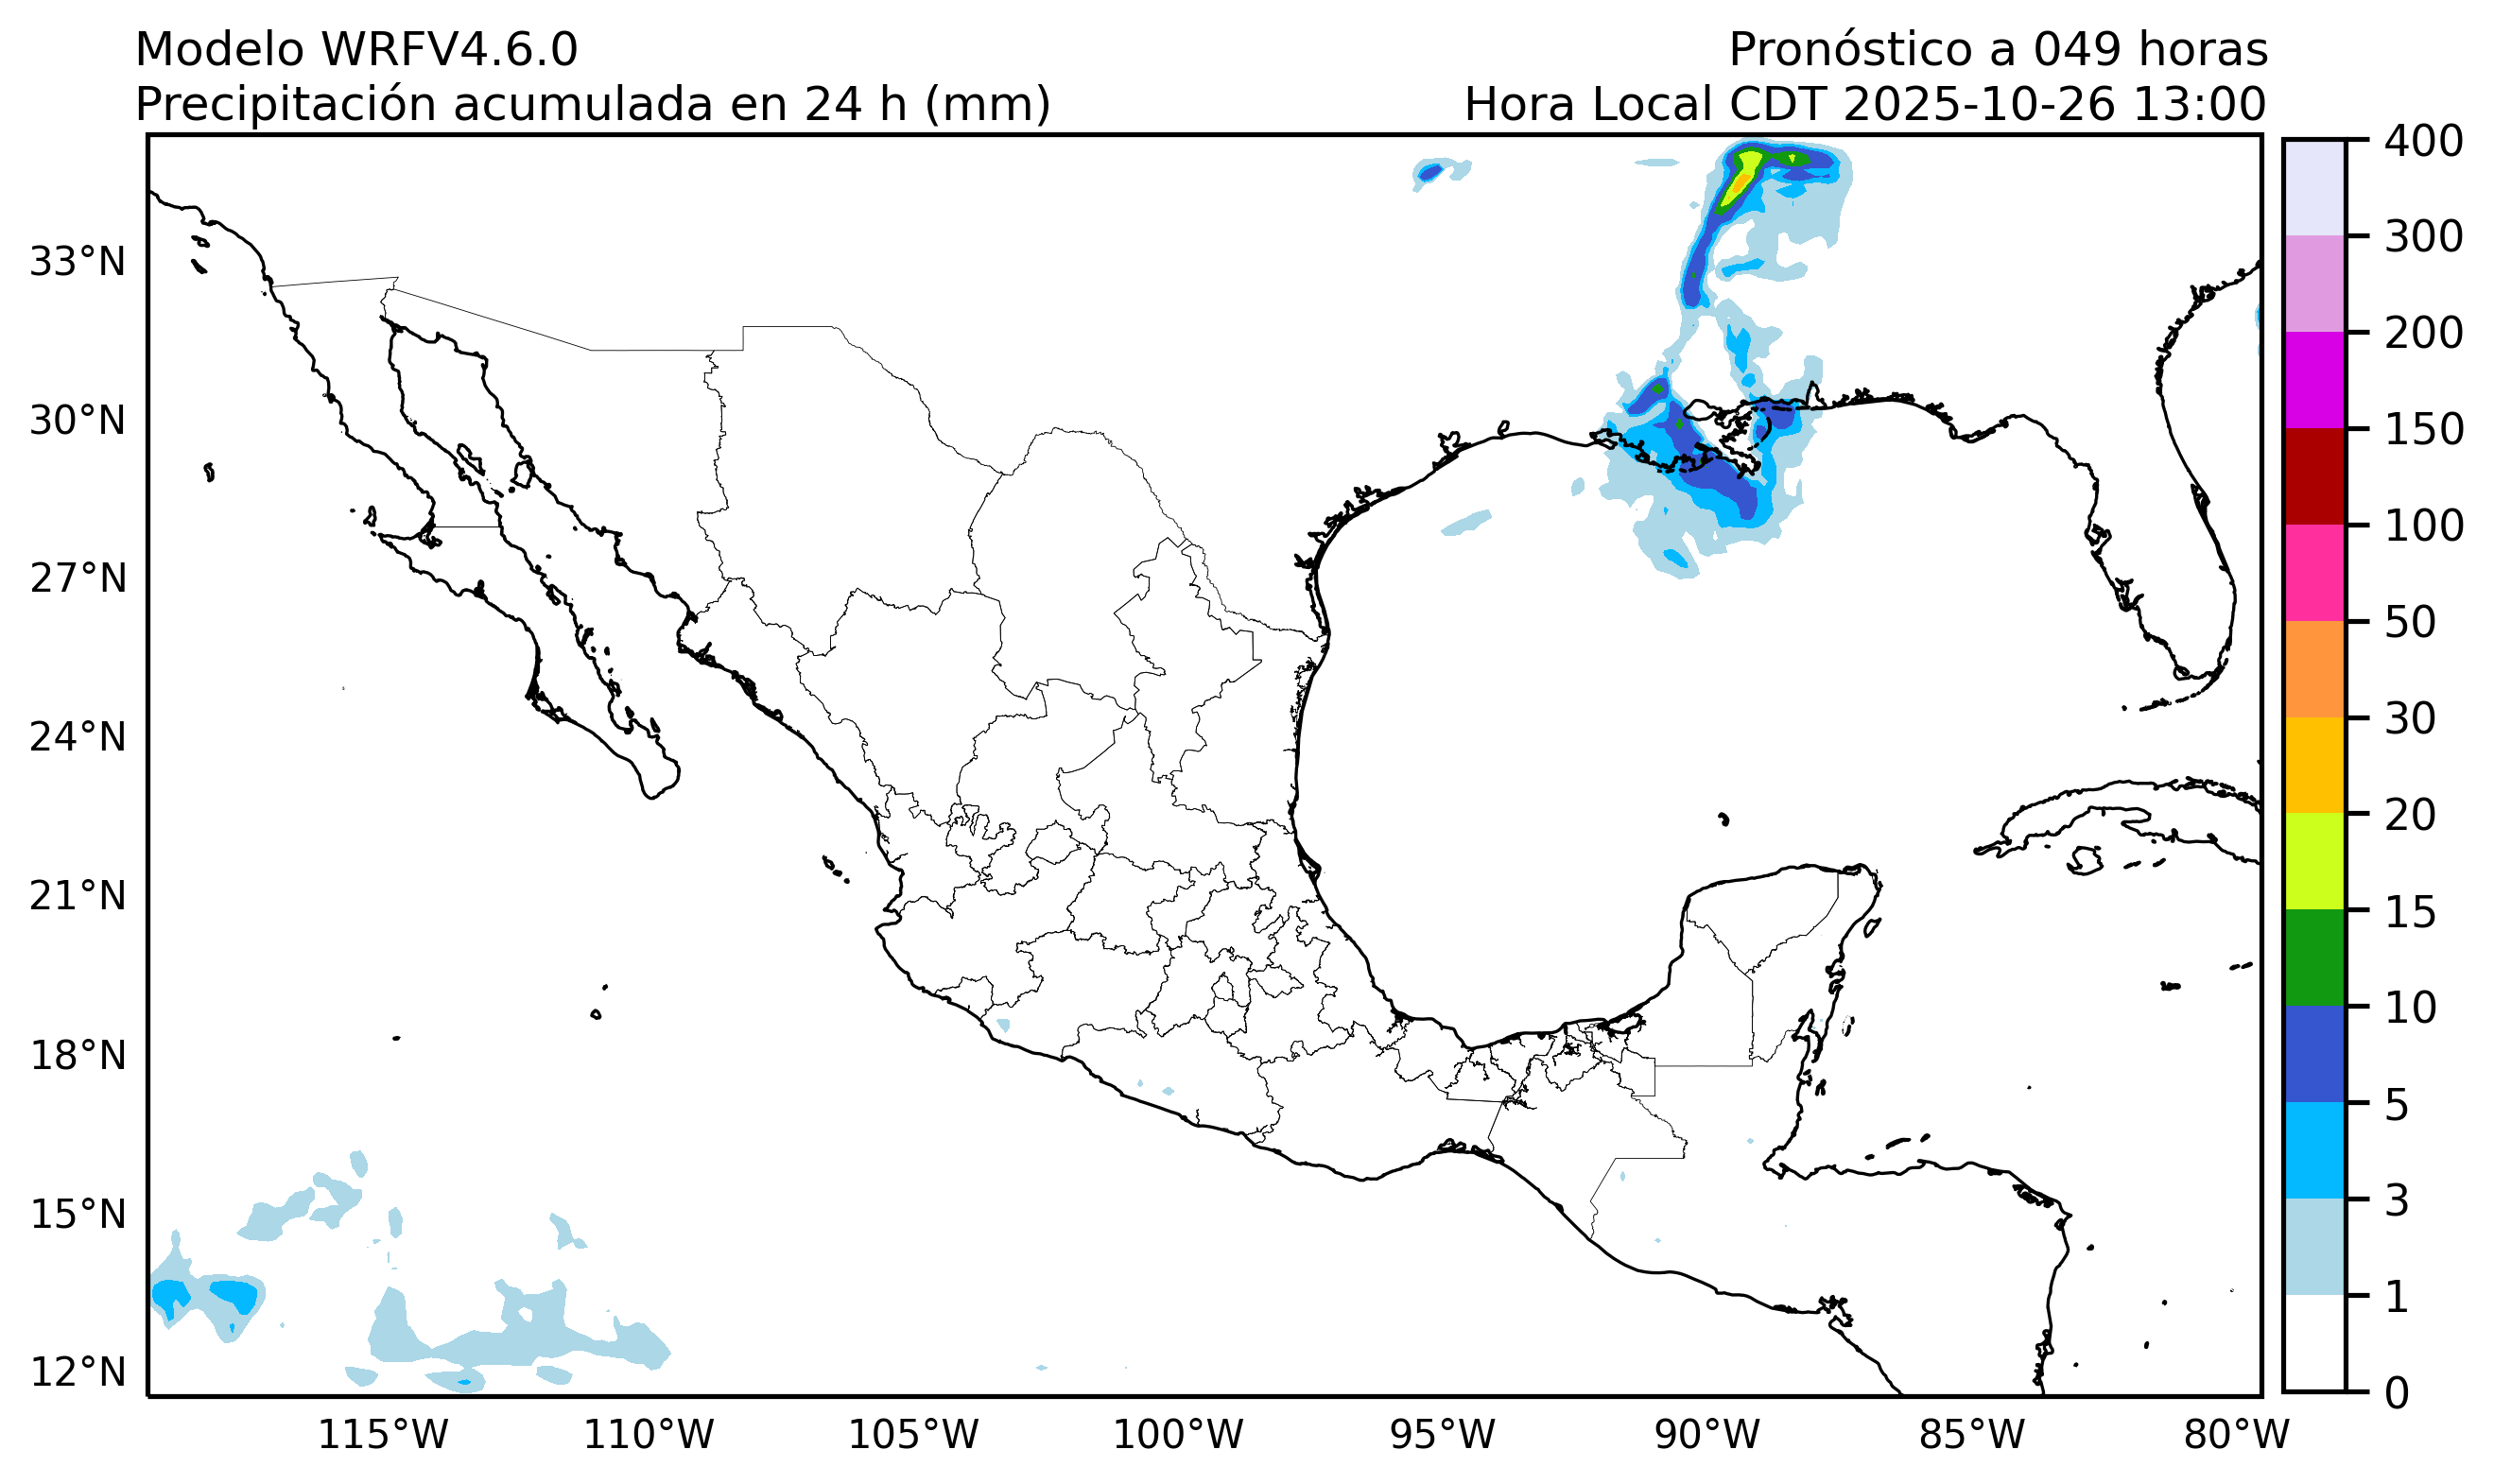 Modelo WRFV4.6.0
Pronóstico a 049 horas
Precipitación acumulada en 24 h (mm)
Hora Local CDT 2025-10-26 13:00
33°N
30°N
27°N
24°N
21°N
18°N
15°N
12°N
115°W
110°W
105°W
100°W
95°W
90°W
85°W
80°W
400
300
200
150
100
50
30
20
15
10
5
3
1
0